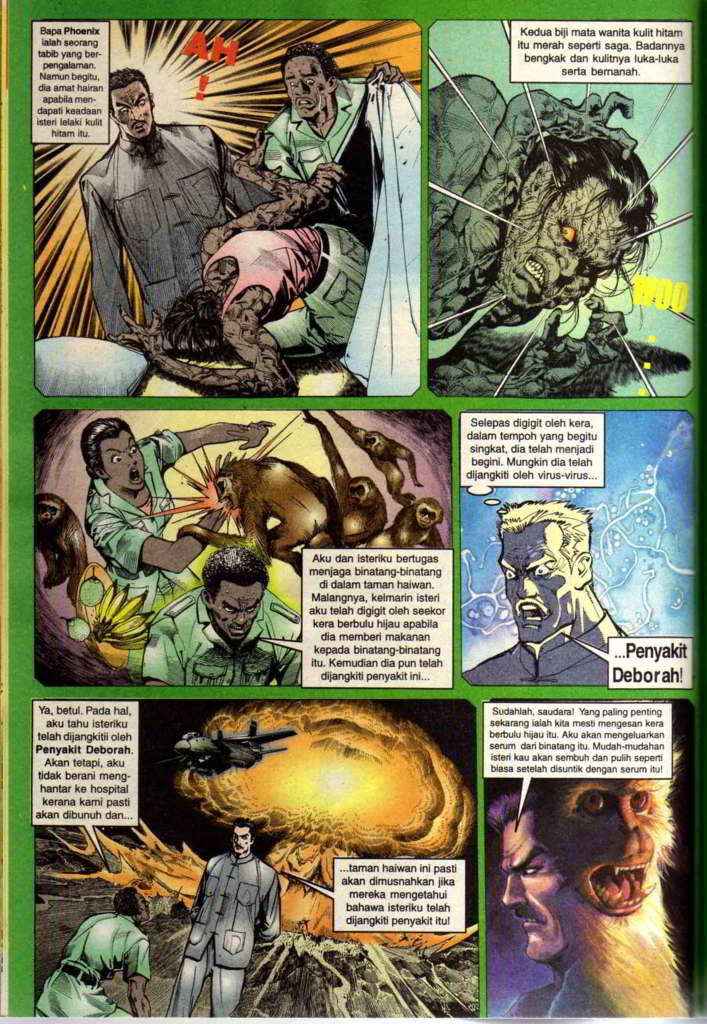 Bapa Phoenix
ialah seorang
tabib yang ber-
pengalaman.
Namun begitu,
dia amat hairan
apabila men-
dapati keadaan
isteri lelaki kulit
hitam itu.
AH
!
Kedua biji mata wanita kulit hitam
itu merah seperti saga. Badannya
bengkak dan kulitnya luka-luka
serta bernanah.
WOO
...
Aku dan isteriku bertugas
menjaga binatang-binatang
di dalam taman haiwan.
Malangnya, kelmarin isteri
aku telah digigit oleh seekor
kera berbulu hijau apabila
dia memberi makanan
kepada binatang-binatang
itu. Kemudian dia pun telah
dijangkiti penyakit ini...
Selepas digigit oleh kera,
dalam tempoh yang begitu
singkat, dia telah menjadi
begini. Mungkin dia telah
dijangkiti oleh virus-virus...
...Penyakit
Deborah!
Ya, betul. Pada hal,
aku tahu isteriku
telah dijangkitii oleh
Penyakit Deborah.
Akan tetapi, aku
tidak berani meng-
hantar ke hospital
kerana kami pasti
akan dibunuh dan...
...taman haiwan ini pasti
akan dimusnahkan jika
mereka mengetahui
bahawa isteriku telah
dijangkiti penyakit itu!
Sudahlah, saudara! Yang paling penting
sekarang ialah kita mesti mengesan kera
berbulu hijau itu. Aku akan mengeluarkan
serum dari binatang itu. Mudah-mudahan
isteri kau akan sembuh dan pulih seperti
biasa setelah disuntik dengan serum itu!